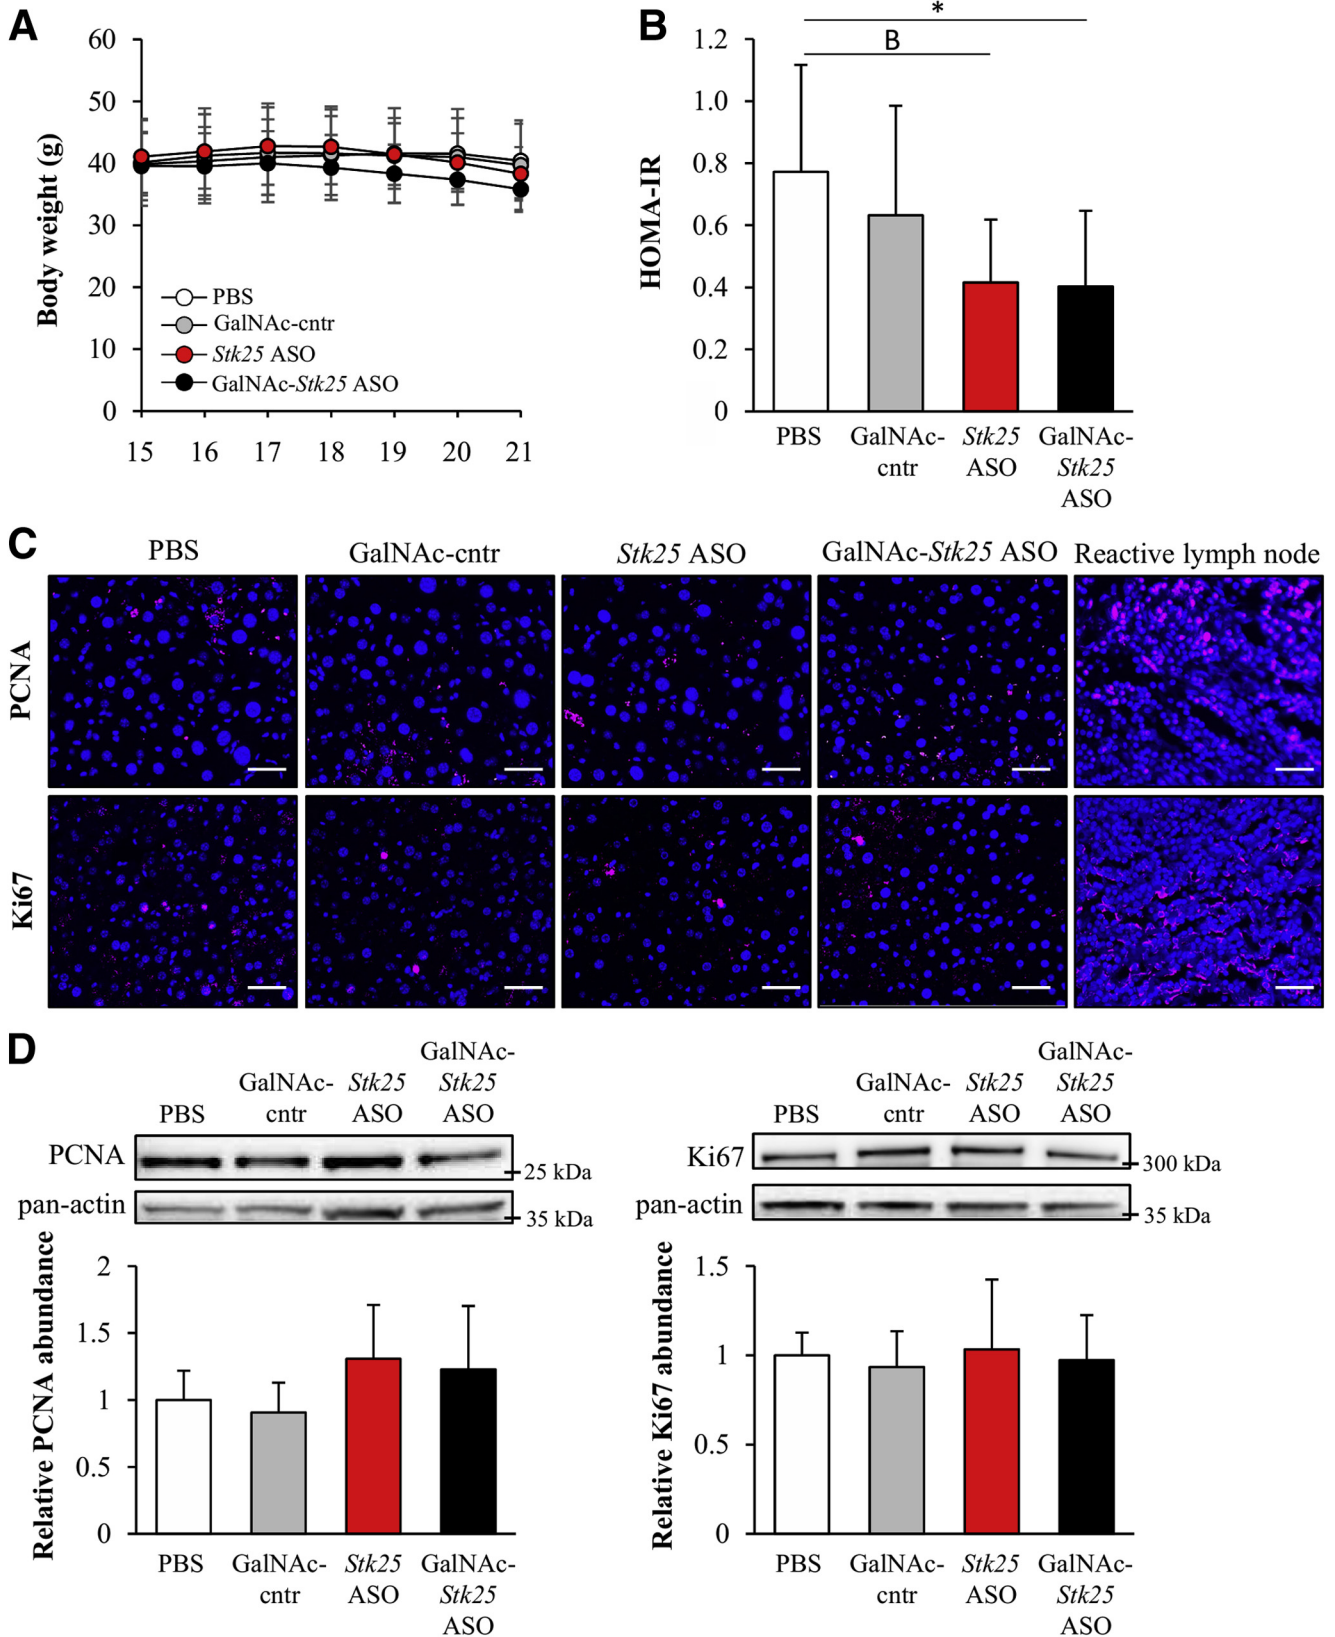 A
Body weight (g)
60
50
40
30
20
10
0
PBS
GalNAc-cntr
Stk25 ASO
GalNAc-Stk25 ASO
15 16 17 18 19 20 21
B
HOMA-IR
1.2
1.0
0.8
0.6
0.4
0.2
0
*
B
PBS GalNAc- Stk25 GalNAc-
cntr ASO Stk25
ASO
C
PBS GalNAc-cntr Stk25 ASO GalNAc-Stk25 ASO Reactive lymph node
PCNA
Ki67
D
GalNAc-
GalNAc- Stk25 Stk25
PBS cntr ASO ASO
PCNA
25 kDa
pan-actin
35 kDa
Relative PCNA abundance
2
1.5
1
0.5
0
PBS GalNAc- Stk25 GalNAc-
cntr ASO Stk25
ASO
GalNAc-
GalNAc- Stk25 Stk25
PBS cntr ASO ASO
Ki67
300 kDa
pan-actin
35 kDa
Relative Ki67 abundance
1.5
1
0.5
0
PBS GalNAc- Stk25 GalNAc-
cntr ASO Stk25
ASO